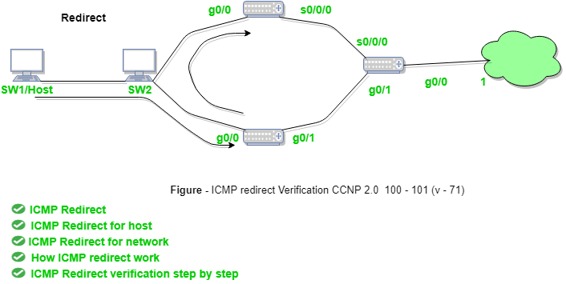 Redirect
g0/0
s0/0/0
s0/0/0
SW1/Host
SW2
g0/1
g0/0
1
g0/0
g0/1
Figure - ICMP redirect Verification CCNP 2.0 100 - 101 (v - 71)
ICMP Redirect
ICMP Redirect for host
ICMP Redirect for network
How ICMP redirect work
ICMP Redirect verification step by step